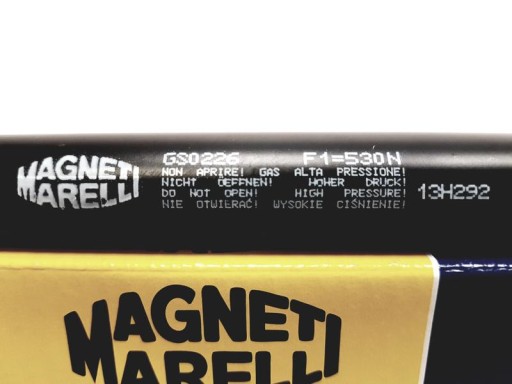 MAGNETI
MARELLI
GS0226 F1=530N
NON APRIRE! GAS ALTA PRESSIONE!
NICHT OEFFNEN! HOHER DRUCK!
DO NOT OPEN! HIGH PRESSURE!
NIE OTWIERAĆ! WYSOKIE CIŚNIENIE!
13H292
MAGNETI
MARELLI